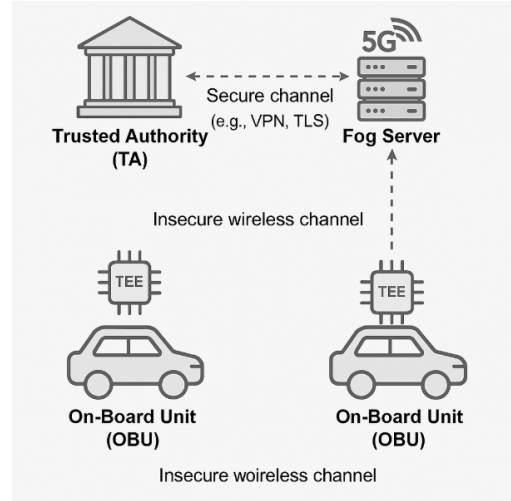 5G
Secure channel
(e.g., VPN, TLS)
Trusted Authority
(TA)
Fog Server
Insecure wireless channel
TEE
TEE
On-Board Unit
(OBU)
On-Board Unit
(OBU)
Insecure woireless channel